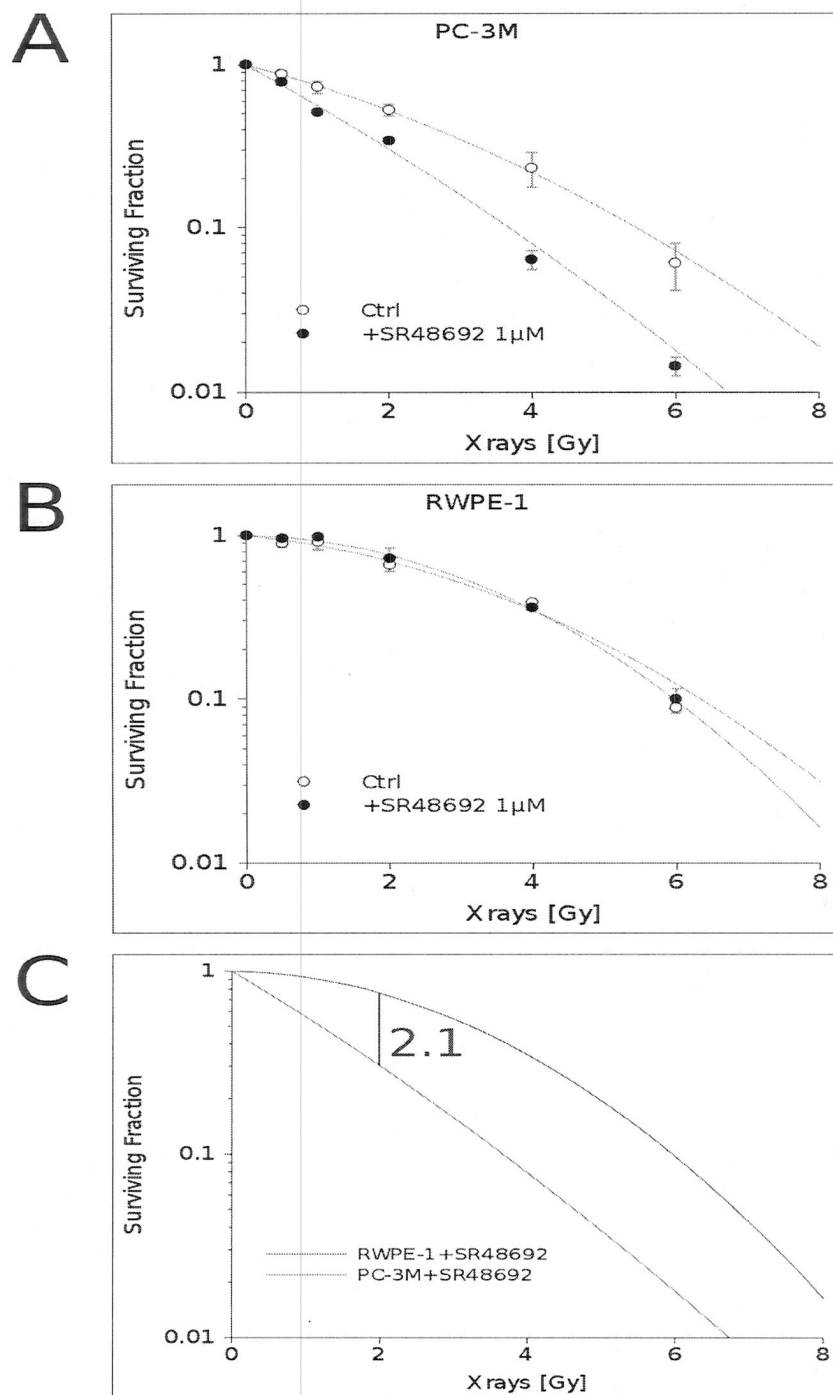 A
PC-3M
1
0.1
0.01
Surviving Fraction
Ctrl
+SR48692 1µM
0 2 4 6 8
X rays [Gy]
B
RWPE-1
1
0.1
0.01
Surviving Fraction
Ctrl
+SR48692 1µM
0 2 4 6 8
X rays [Gy]
C
1
0.1
0.01
Surviving Fraction
2.1
RWPE-1+SR48692
PC-3M+SR48692
0 2 4 6 8
X rays [Gy]